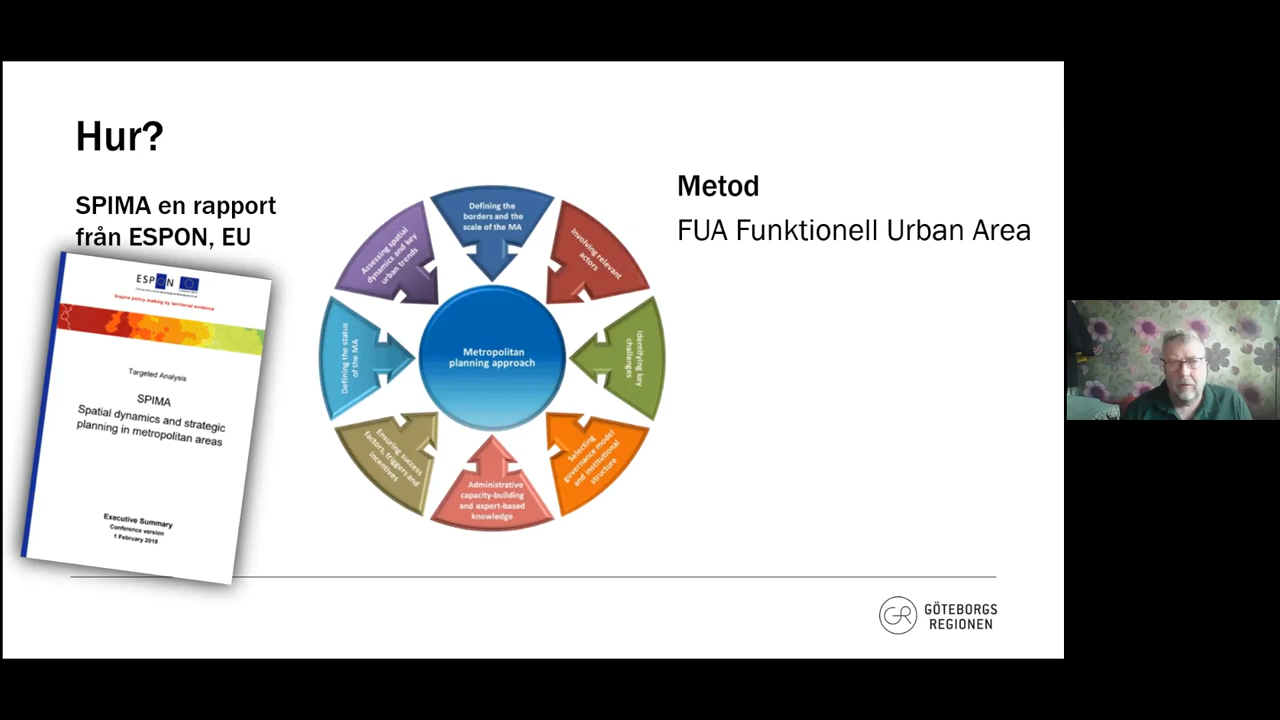 Hur?
SPIMA en rapport
från ESPON, EU
ESPON
Inspire policy making by territorial evidence
Targeted Analysis
SPIMA
Spatial dynamics and strategic
planning in metropolitan areas
Executive Summary
Conference version
1 February 2018
Defining the
borders and the
scale of the MA
Involving relevant
actors
Identifying key
challenges
Selecting
governance model
and institutional
structure
Administrative
capacity-building
and expert-based
knowledge
Ensuring success
factors, triggers and
incentives
Defining the status
of the MA
Assessing spatial
dynamics and key
urban trends
Metropolitan
planning approach
Metod
FUA Funktionell Urban Area
GR
GÖTEBORGS
REGIONEN